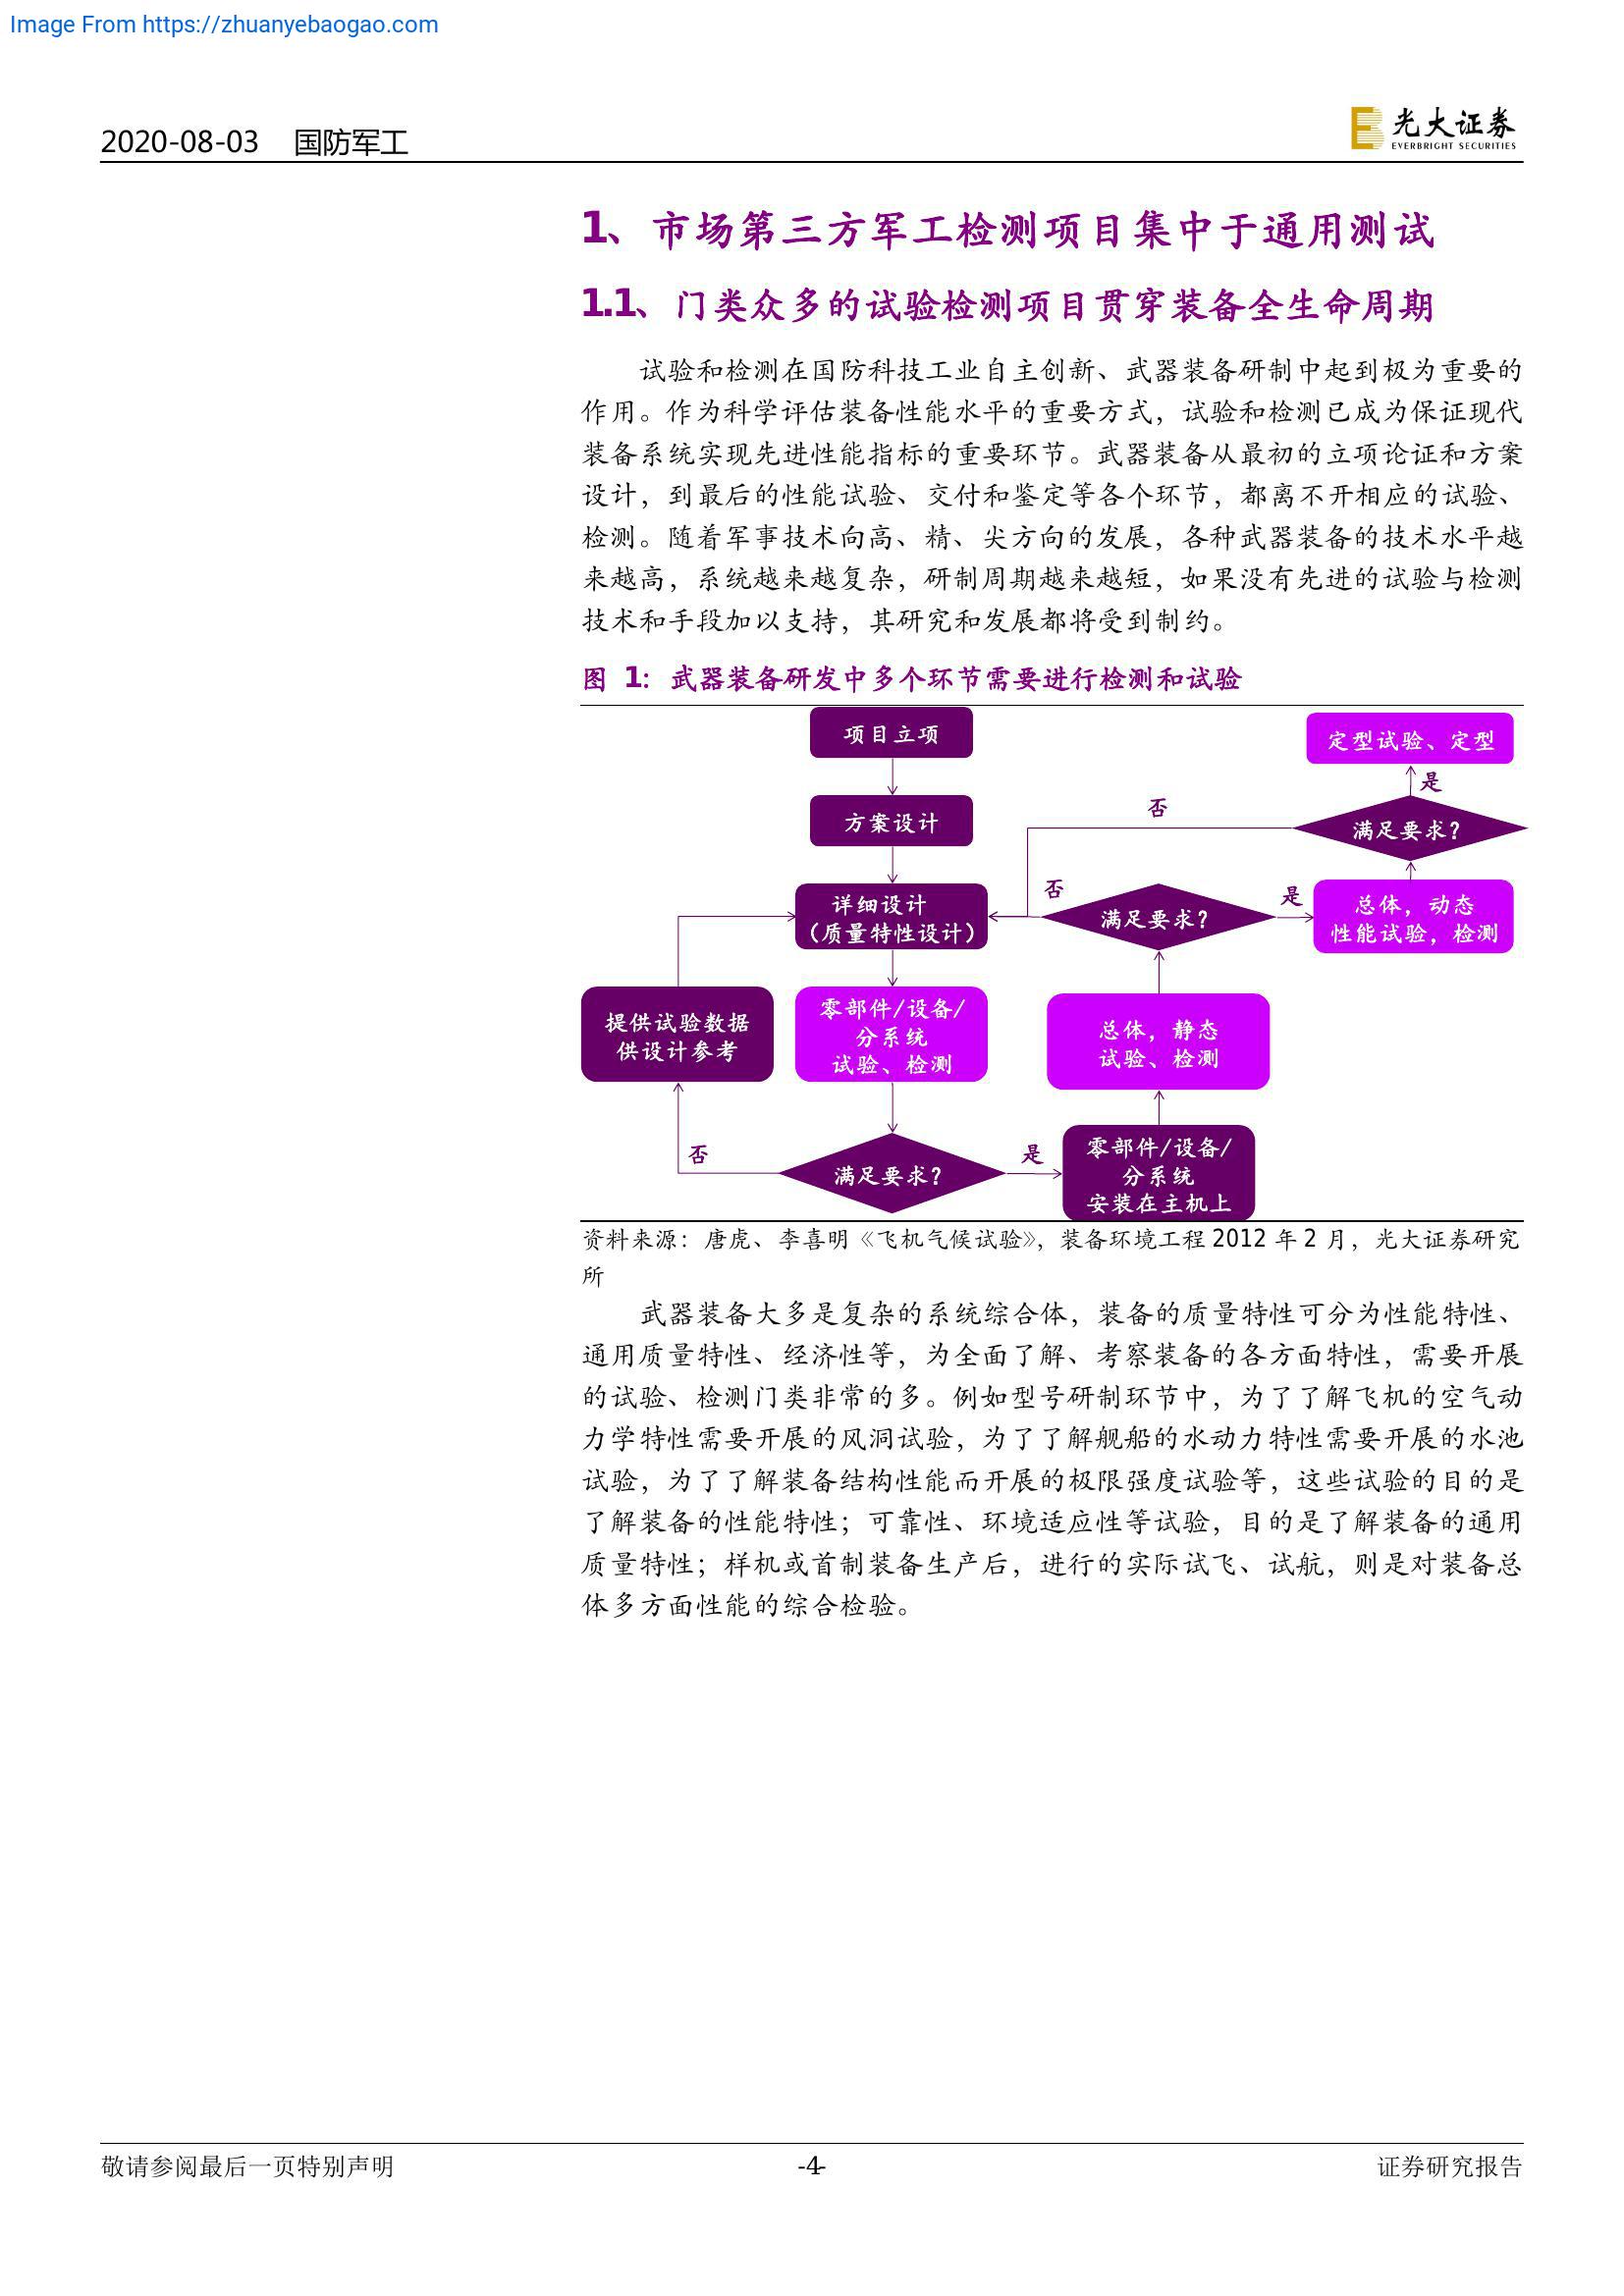 Image From https://zhuanyebaogao.com
2020-08-03 国防军工
光大证券
EVERBRIGHT SECURITIES
1、市场第三方军工检测项目集中于通用测试
1.1、门类众多的试验检测项目贯穿装备全生命周期
试验和检测在国防科技工业自主创新、武器装备研制中起到极为重要的
作用。作为科学评估装备性能水平的重要方式，试验和检测已成为保证现代
装备系统实现先进性能指标的重要环节。武器装备从最初的立项论证和方案
设计，到最后的性能试验、交付和鉴定等各个环节，都离不开相应的试验、
检测。随着军事技术向高、精、尖方向的发展，各种武器装备的技术水平越
来越高，系统越来越复杂，研制周期越来越短，如果没有先进的试验与检测
技术和手段加以支持，其研究和发展都将受到制约。
图 1：武器装备研发中多个环节需要进行检测和试验
项目立项
定型试验、定型
是
否
方案设计
满足要求？
否
是
详细设计
（质量特性设计）
满足要求？
总体，动态
性能试验，检测
提供试验数据
供设计参考
零部件/设备/
分系统
试验、检测
总体，静态
试验、检测
否
满足要求？
是
零部件/设备/
分系统
安装在主机上
资料来源：唐虎、李喜明《飞机气候试验》，装备环境工程 2012 年 2 月，光大证券研究
所
武器装备大多是复杂的系统综合体，装备的质量特性可分为性能特性、
通用质量特性、经济性等，为全面了解、考察装备的各方面特性，需要开展
的试验、检测门类非常的多。例如型号研制环节中，为了了解飞机的空气动
力学特性需要开展的风洞试验，为了了解舰船的水动力特性需要开展的水池
试验，为了了解装备结构性能而开展的极限强度试验等，这些试验的目的是
了解装备的性能特性；可靠性、环境适应性等试验，目的是了解装备的通用
质量特性；样机或首制装备生产后，进行的实际试飞、试航，则是对装备总
体多方面性能的综合检验。
敬请参阅最后一页特别声明
-4-
证券研究报告